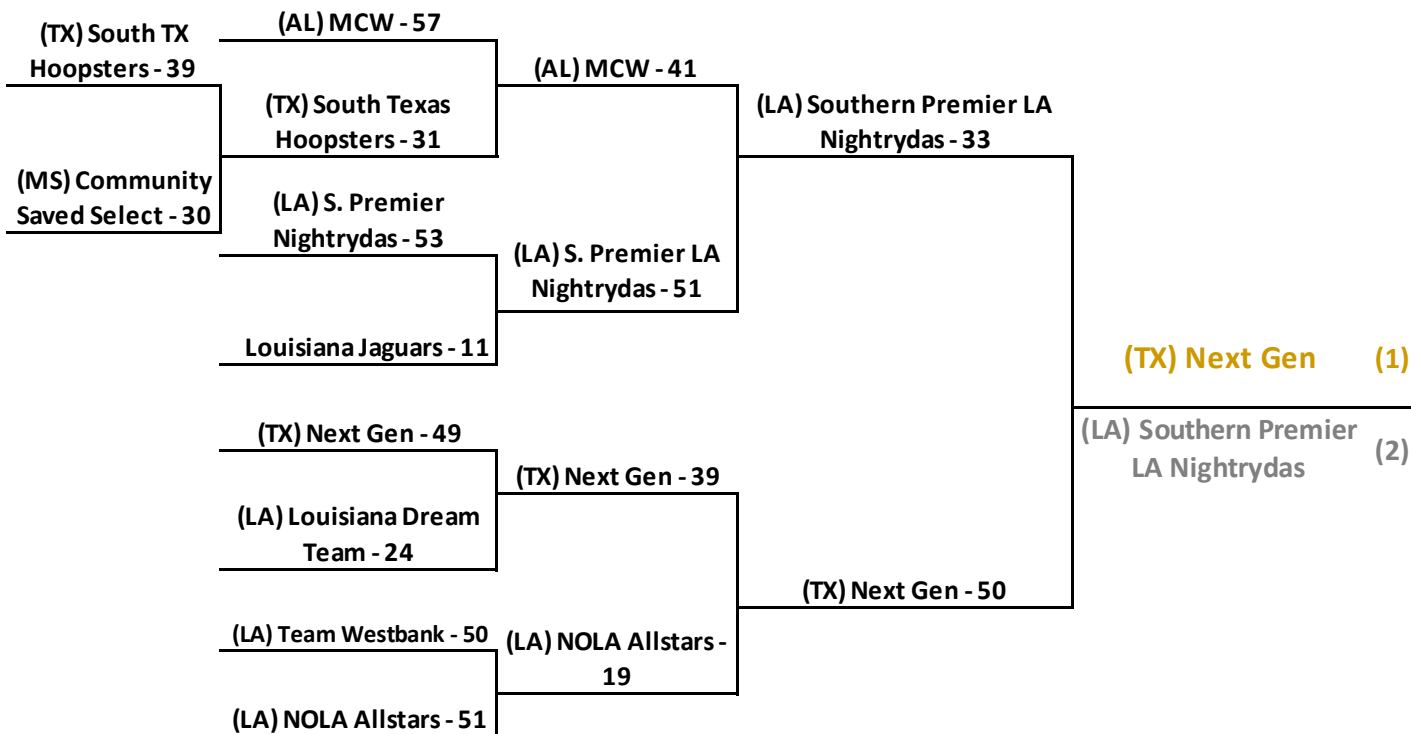 (TX) South TX
Hoopsters - 39
(MS) Community
Saved Select - 30
(AL) MCW - 57
(TX) South Texas
Hoopsters - 31
(LA) S. Premier
Nightrydas - 53
Louisiana Jaguars - 11
(TX) Next Gen - 49
(LA) Louisiana Dream
Team - 24
(LA) Team Westbank - 50
(LA) NOLA Allstars - 51
(AL) MCW - 41
(LA) S. Premier LA
Nightrydas - 51
(TX) Next Gen - 39
(LA) NOLA Allstars -
19
(LA) Southern Premier LA
Nightrydas - 33
(TX) Next Gen - 50
(TX) Next Gen (1)
(LA) Southern Premier
LA Nightrydas (2)